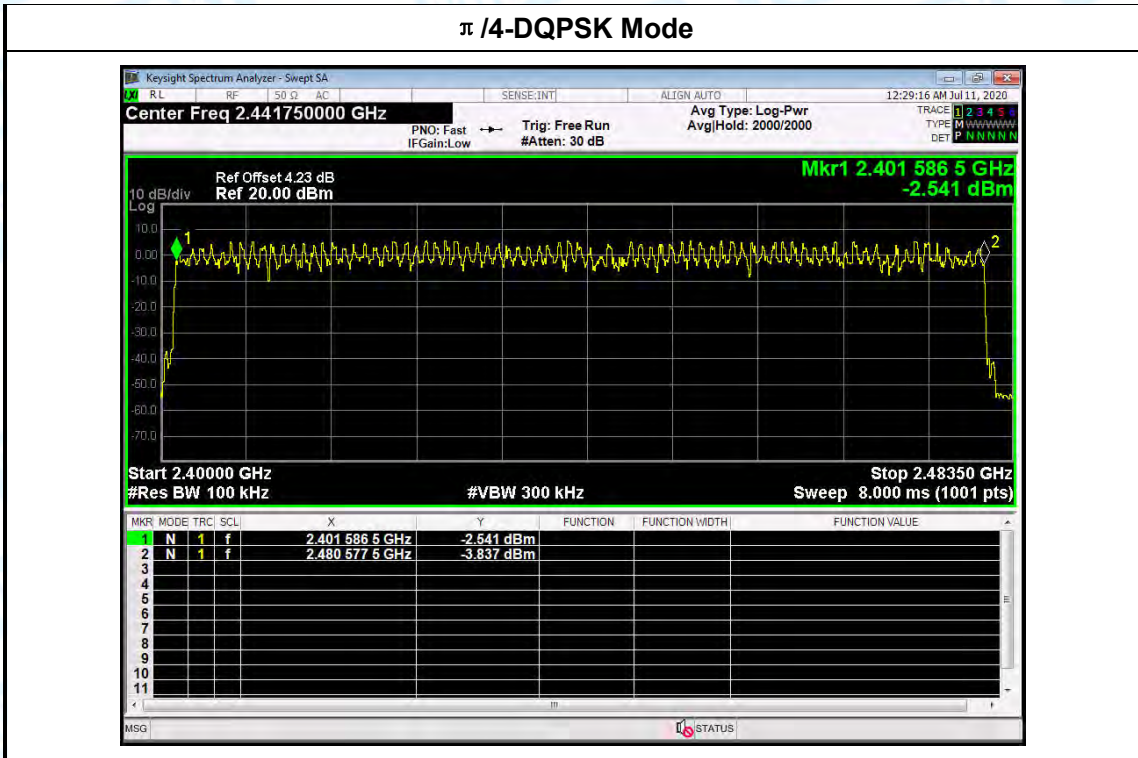 π/4-DQPSK Mode
Keysight Spectrum Analyzer - Swept SA
LXI RL RF 50 Ω AC SENSE:INT ALIGN AUTO 12:29:16 AM Jul 11, 2020
Center Freq 2.441750000 GHz
PNO: Fast
IFGain:Low
Trig: Free Run
#Atten: 30 dB
Avg Type: Log-Pwr
Avg|Hold: 2000/2000
TRACE 1 2 3 4 5 6
TYPE M WWWWW
DET P N N N N N
Mkr1 2.401 586 5 GHz
-2.541 dBm
Ref Offset 4.23 dB
10 dB/div Ref 20.00 dBm
Log
10.0
0.00
-10.0
-20.0
-30.0
-40.0
-50.0
-60.0
-70.0
1
2
Start 2.40000 GHz Stop 2.48350 GHz
#Res BW 100 kHz #VBW 300 kHz Sweep 8.000 ms (1001 pts)
MKR MODE TRC SCL X Y FUNCTION FUNCTION WIDTH FUNCTION VALUE
1 N 1 f 2.401 586 5 GHz -2.541 dBm
2 N 1 f 2.480 577 5 GHz -3.837 dBm
3
4
5
6
7
8
9
10
11
MSG STATUS